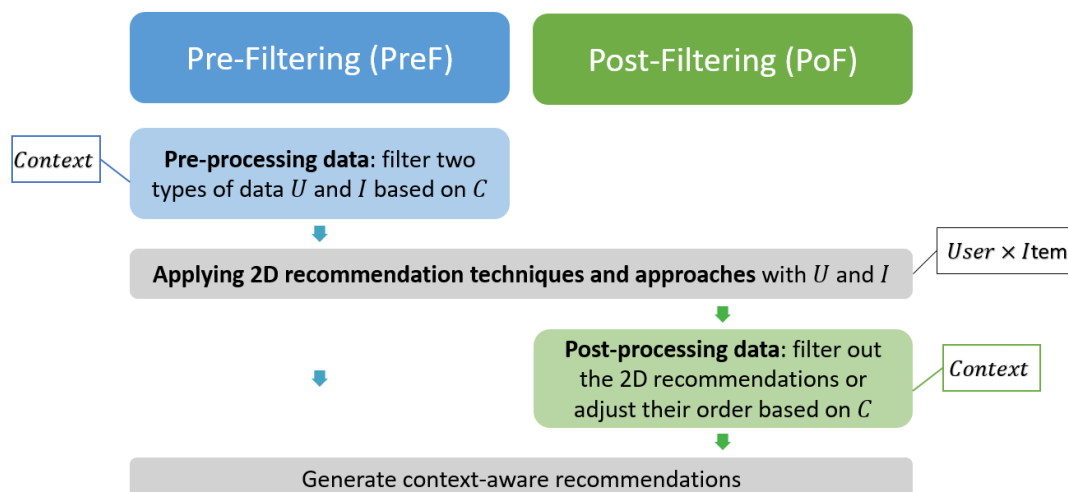 Pre-Filtering (PreF)
Post-Filtering (PoF)
Context
Pre-processing data: filter two
types of data U and I based on C
Applying 2D recommendation techniques and approaches with U and I
User × Item
Post-processing data: filter out
the 2D recommendations or
adjust their order based on C
Context
Generate context-aware recommendations